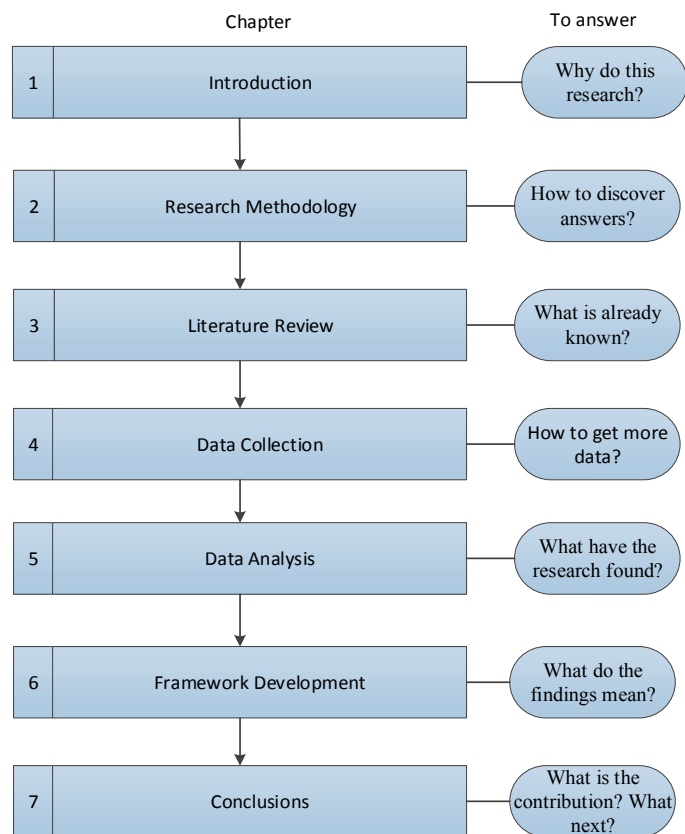 Chapter
To answer
1
Introduction
Why do this
research?
2
Research Methodology
How to discover
answers?
3
Literature Review
What is already
known?
4
Data Collection
How to get more
data?
5
Data Analysis
What have the
research found?
6
Framework Development
What do the
findings mean?
7
Conclusions
What is the
contribution? What
next?